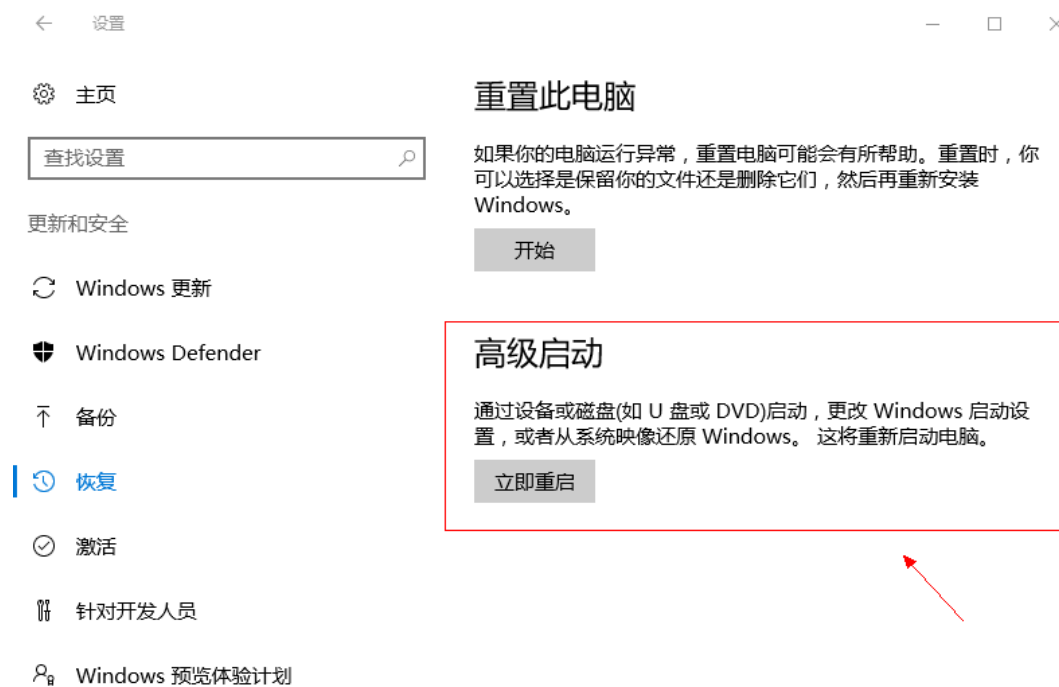 设置
主页
查找设置
更新和安全
Windows 更新
Windows Defender
备份
恢复
激活
针对开发人员
Windows 预览体验计划
重置此电脑
如果你的电脑运行异常，重置电脑可能会有所帮助。重置时，你
可以选择是保留你的文件还是删除它们，然后再重新安装
Windows。
开始
高级启动
通过设备或磁盘(如 U 盘或 DVD)启动，更改 Windows 启动设
置，或者从系统映像还原 Windows。 这将重新启动电脑。
立即重启